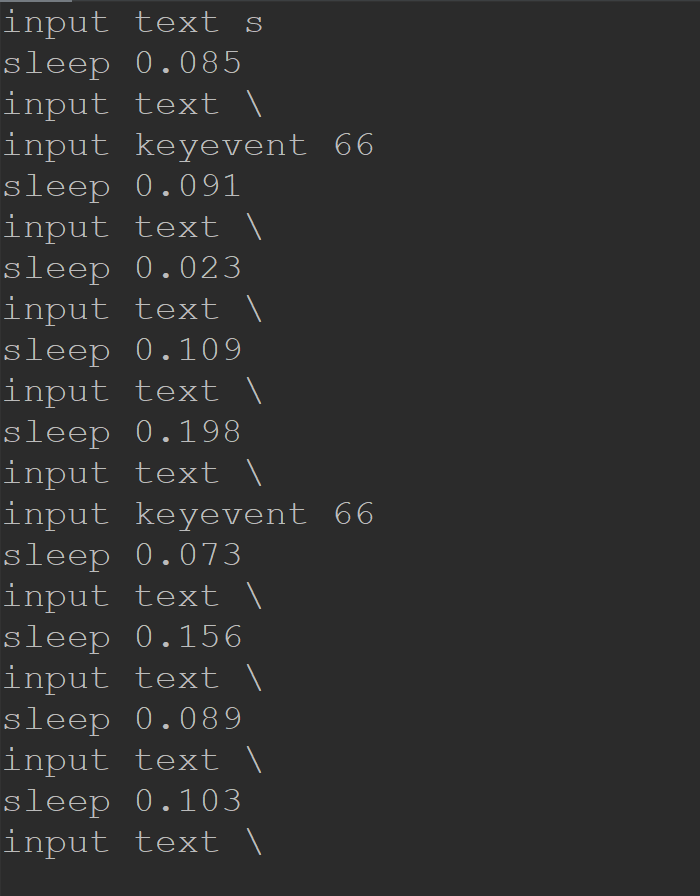 input text s
sleep 0.085
input text \
input keyevent 66
sleep 0.091
input text \
sleep 0.023
input text \
sleep 0.109
input text \
sleep 0.198
input text \
input keyevent 66
sleep 0.073
input text \
sleep 0.156
input text \
sleep 0.089
input text \
sleep 0.103
input text \